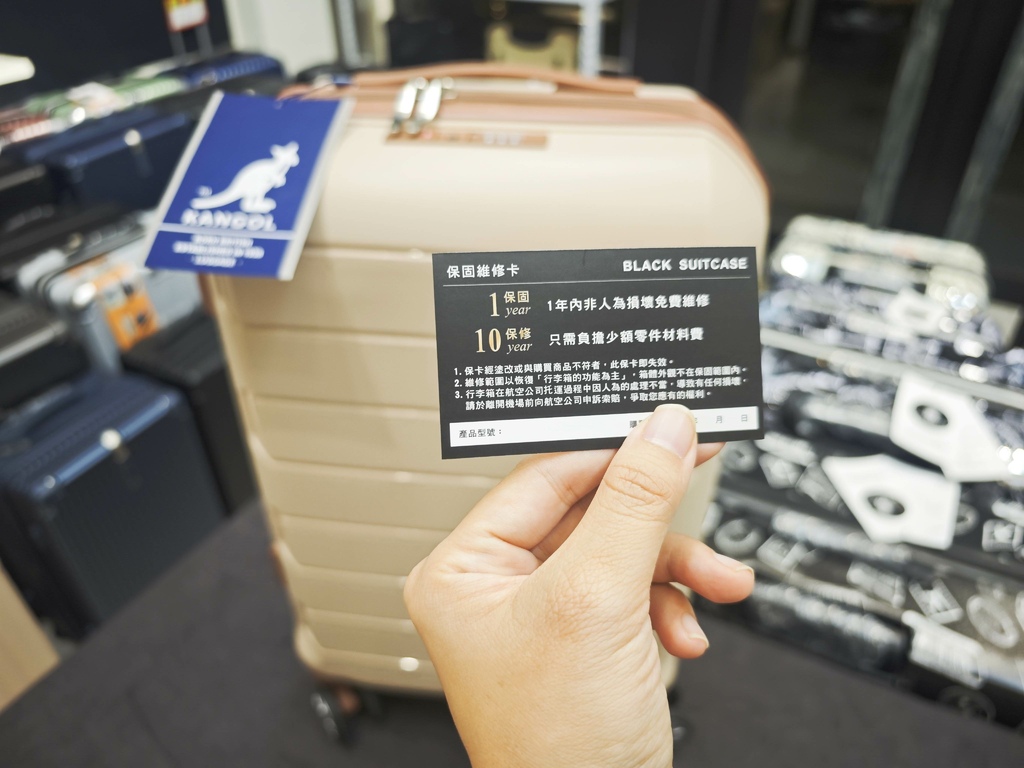 KANGOL
保固維修卡
BLACK SUITCASE
1 保固 year
1年內非人為損壞免費維修
10 保修 year
只需負擔少額零件材料費
1. 保卡經塗改或與購買商品不符者，此保卡即失效。
2. 維修範圍以恢復「行李箱的功能為主」，箱體外觀不在保固範圍內。
3. 行李箱在航空公司托運過程中因人為的處理不當，導致有任何損壞，
請於離開機場前向航空公司申訴索賠，爭取您應有的權利。
產品型號：
月 日